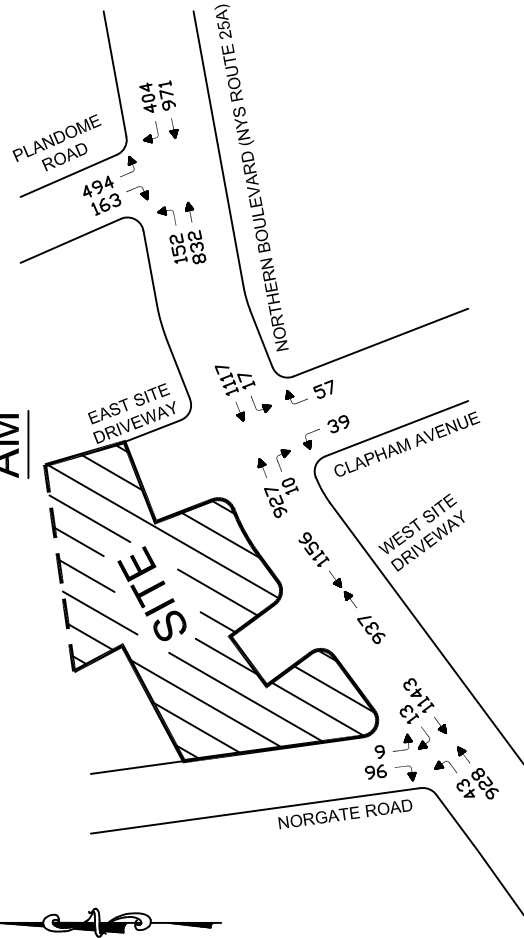 404
971
PLANDOME
ROAD
494
163
152
832
NORTHERN BOULEVARD (NYS ROUTE 25A)
AM
EAST SITE
DRIVEWAY
1117
17
57
39
CLAPHAM AVENUE
10
927
SITE
1156
937
WEST SITE
DRIVEWAY
13
1143
9
96
43
928
NORGATE ROAD
N